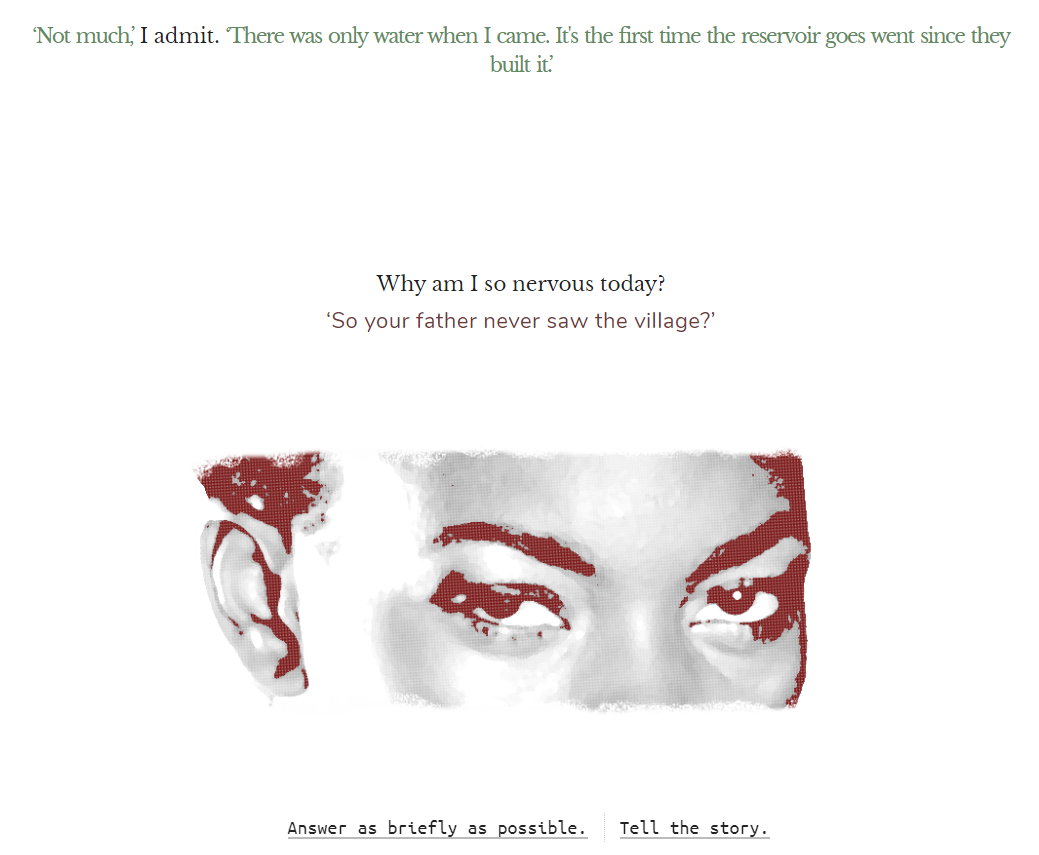 ‘Not much,’ I admit. ‘There was only water when I came. It's the first time the reservoir goes went since they
built it.’
Why am I so nervous today?
‘So your father never saw the village?’
Answer as briefly as possible. Tell the story.